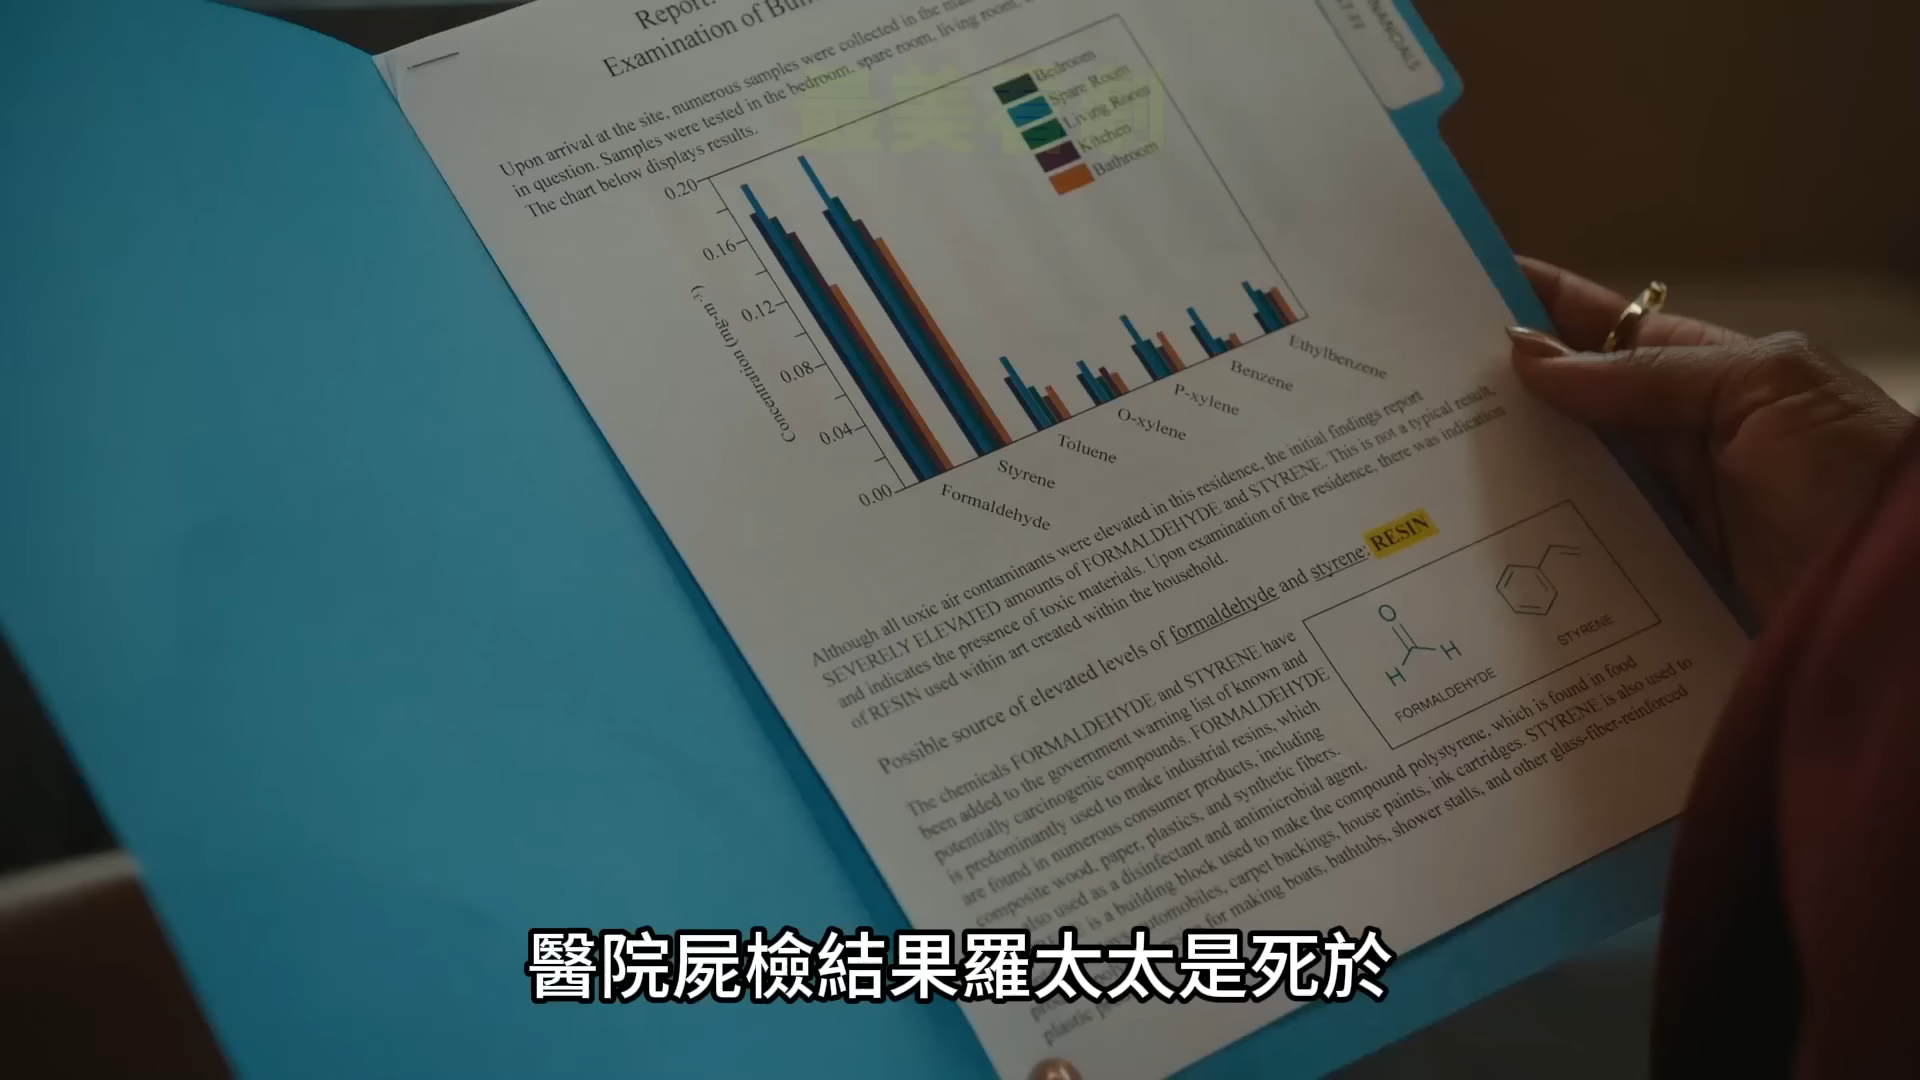 Report:
Examination of
Upon arrival at the site, numerous samples were collected in the
in question. Samples were tested in the bedroom, spare room, living room,
The chart below displays results.
FINANCIALS
最美
Bedroom
Spare Room
Living Room
Kitchen
Bathroom
0.20
0.16
0.12
0.08
0.04
0.00
Concentration (mg-m-3)
Formaldehyde
Styrene
Toluene
O-xylene
P-xylene
Benzene
Ethylbenzene
Although all toxic air contaminants were elevated in this residence, the initial findings report
SEVERELY ELEVATED amounts of FORMALDEHYDE and STYRENE. This is not a typical result,
and indicates the presence of toxic materials. Upon examination of the residence, there was indication
of RESIN used within art created within the household.
Possible source of elevated levels of formaldehyde and styrene: RESIN
The chemicals FORMALDEHYDE and STYRENE have
been added to the government warning list of known and
potentially carcinogenic compounds. FORMALDEHYDE
is predominantly used to make industrial resins, which
are found in numerous consumer products, including
composite wood, paper, plastics, and synthetic fibers.
also used as a disinfectant and antimicrobial agent.
is a building block used to make the compound polystyrene, which is found in food
automobiles, carpet backings, house paints, ink cartridges. STYRENE is also used to
for making boats, bathtubs, shower stalls, and other glass-fiber-reinforced
plastic
O
H
H
FORMALDEHYDE
STYRENE
醫院屍檢結果羅太太是死於